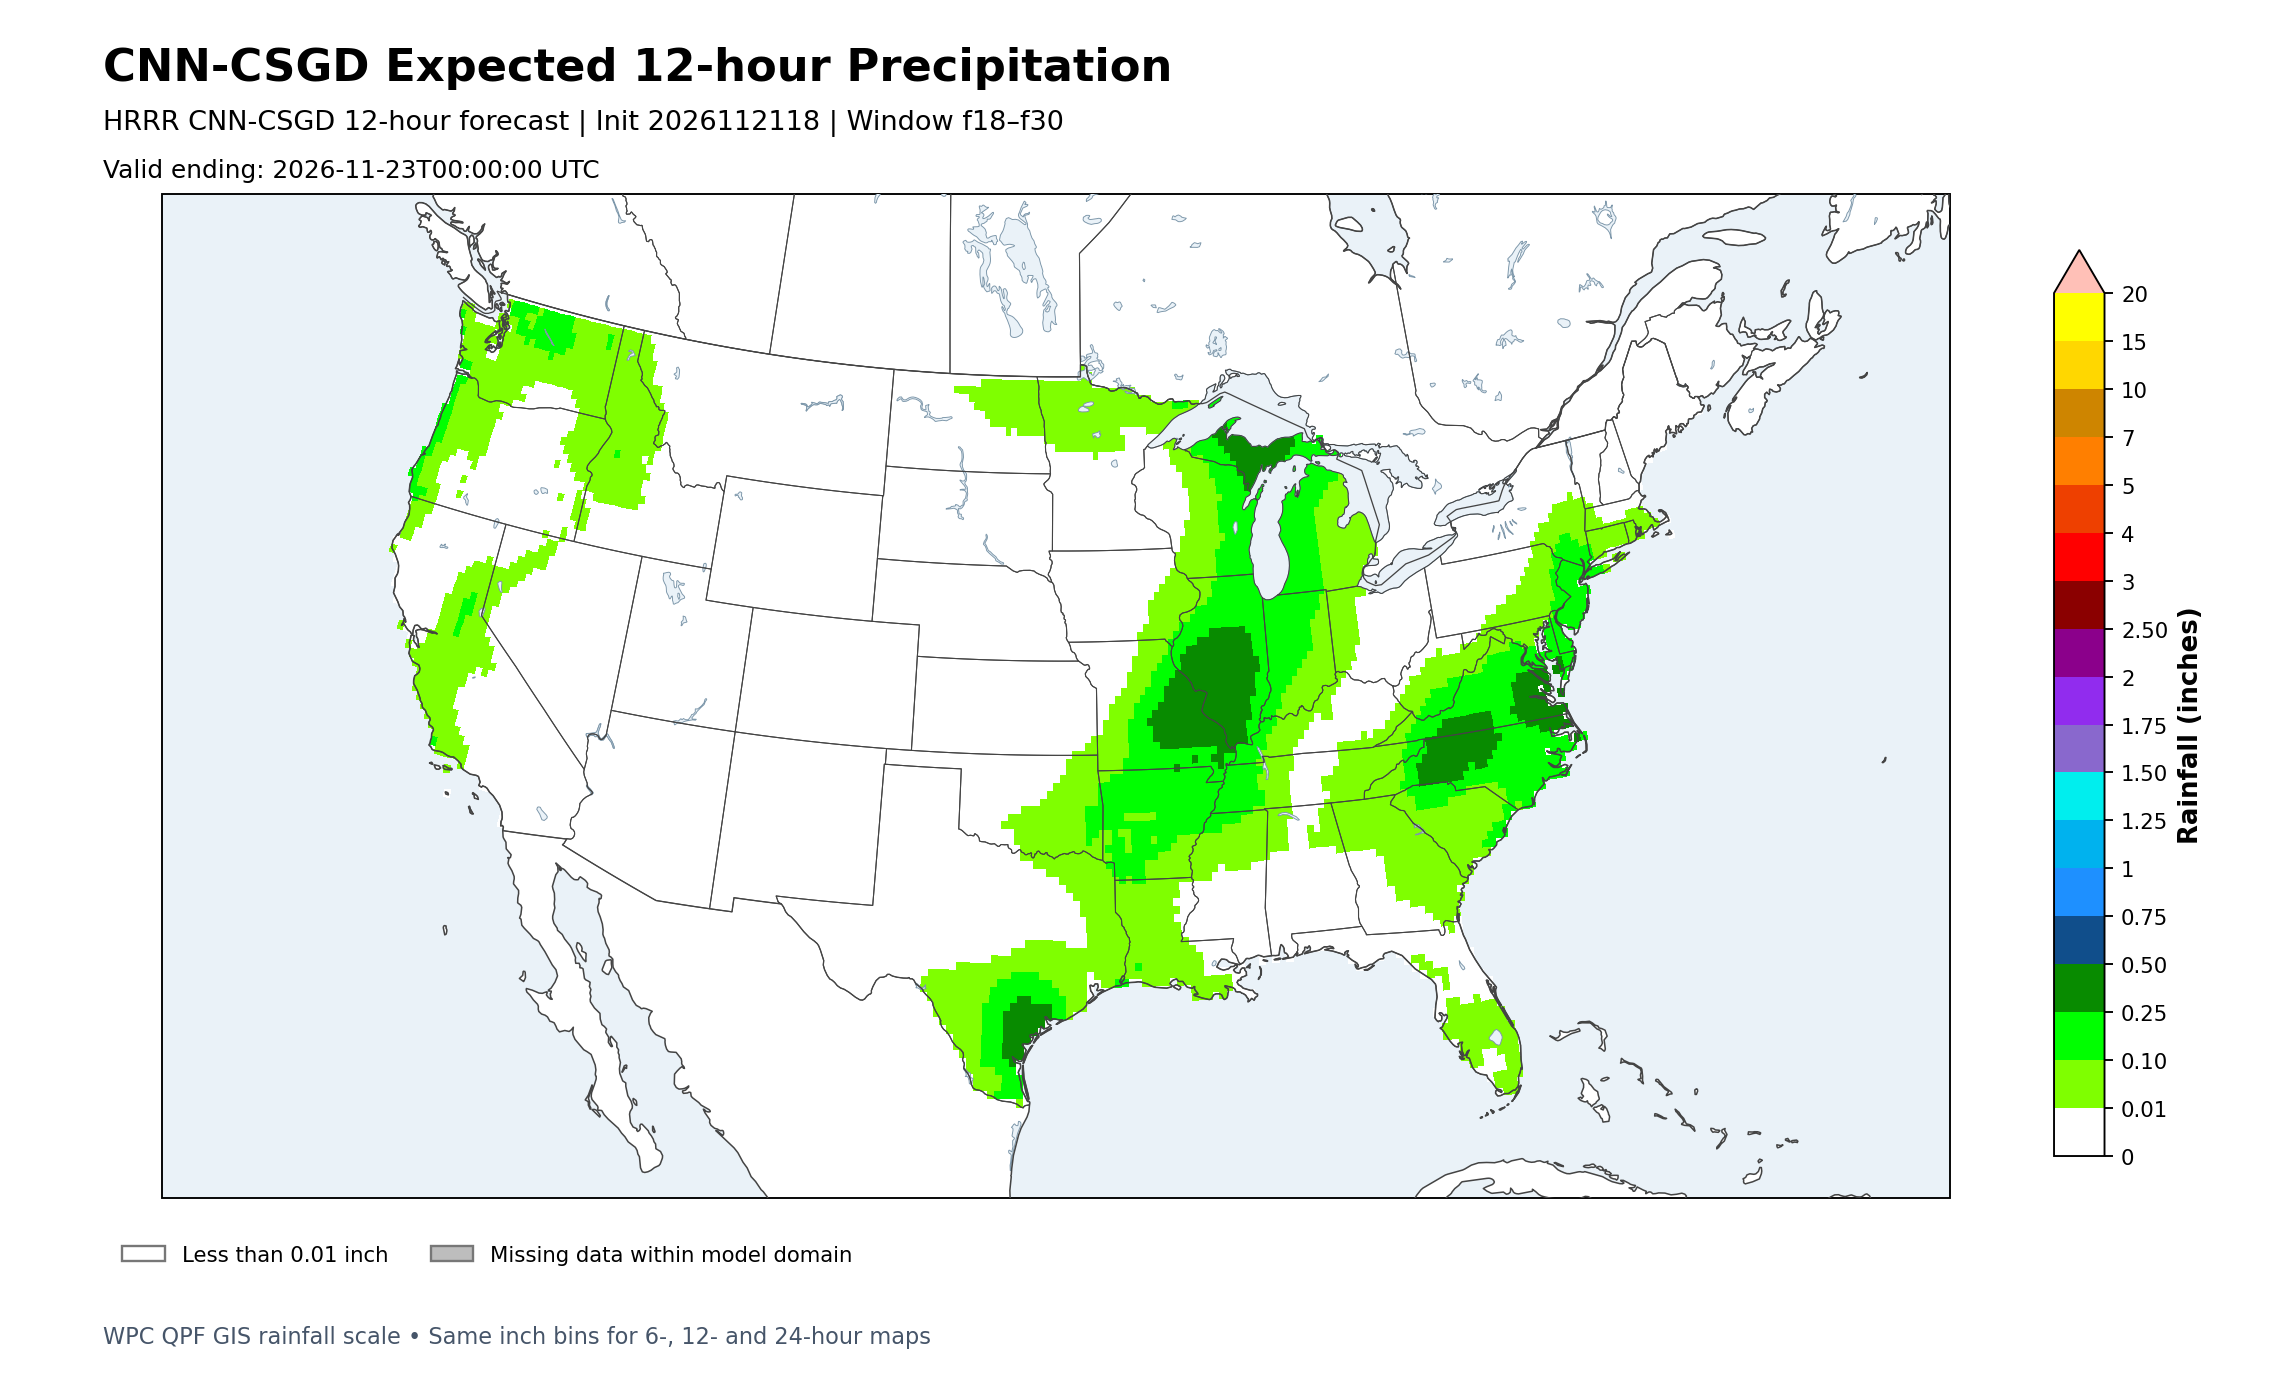 CNN-CSGD Expected 12-hour Precipitation
HRRR CNN-CSGD 12-hour forecast | Init 2026112118 | Window f18–f30
Valid ending: 2026-11-23T00:00:00 UTC
20
15
10
7
5
4
3
2.50
2
1.75
1.50
1.25
1
0.75
0.50
0.25
0.10
0.01
0
Rainfall (inches)
Less than 0.01 inch
Missing data within model domain
WPC QPF GIS rainfall scale • Same inch bins for 6-, 12- and 24-hour maps